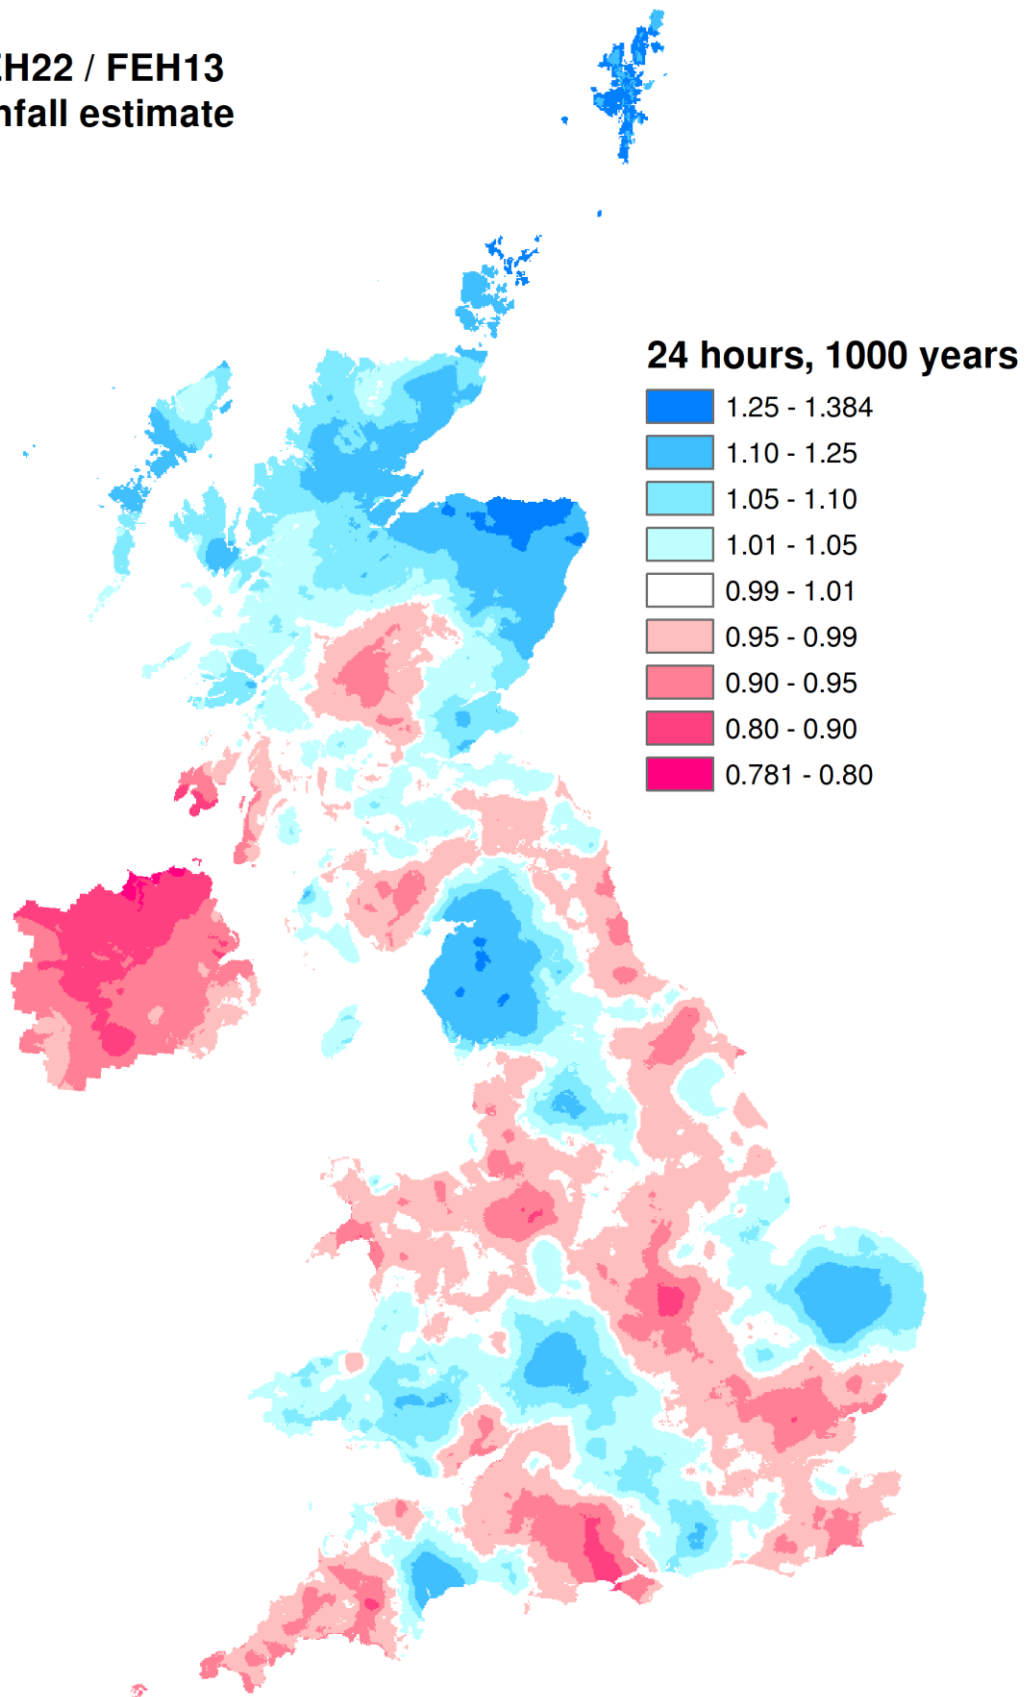 EH22 / FEH13
nfall estimate
24 hours, 1000 years
1.25 - 1.384
1.10 - 1.25
1.05 - 1.10
1.01 - 1.05
0.99 - 1.01
0.95 - 0.99
0.90 - 0.95
0.80 - 0.90
0.781 - 0.80